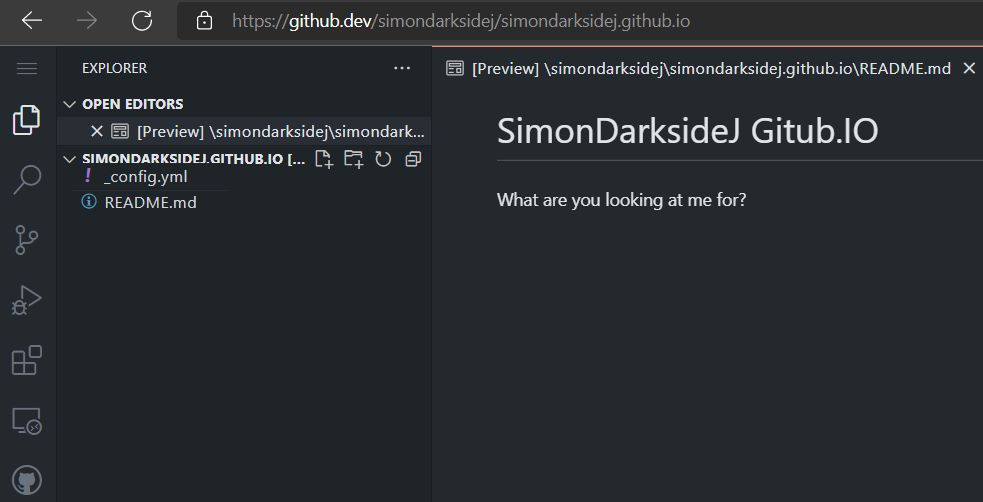 https://github.dev/simondarksidej/simondarksidej.github.io
EXPLORER
[Preview] \simondarksidej\simondarksidej.github.io\README.md
OPEN EDITORS
[Preview] \simondarksidej\simondark...
SIMONDARKSIDEJ.GITHUB.IO [...
_config.yml
README.md
SimonDarksideJ Gitub.IO
What are you looking at me for?